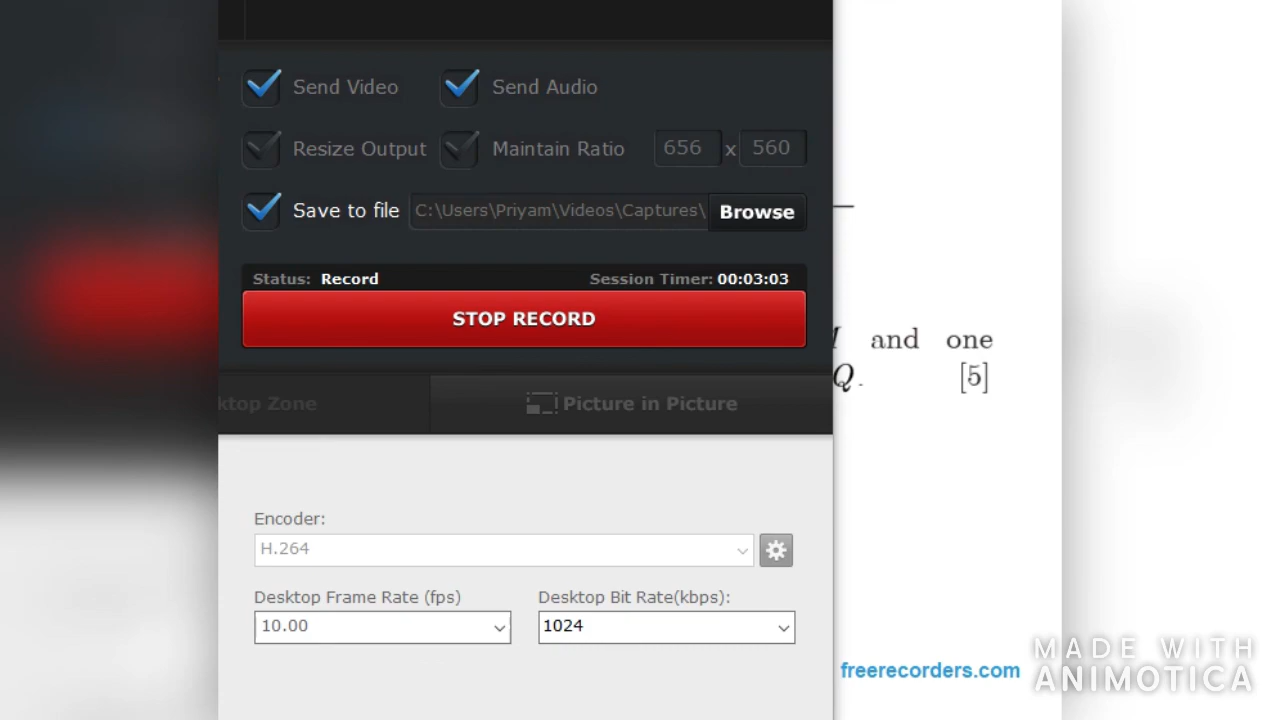 Send Video Send Audio
Resize Output Maintain Ratio 656 x 560
Save to file C:\Users\Priyam\Videos\Captures\ Browse
Status: Record Session Timer: 00:03:03
STOP RECORD
and one
Q. [5]
ktop Zone Picture in Picture
Encoder:
H.264
Desktop Frame Rate (fps) Desktop Bit Rate(kbps):
10.00 1024
freerecorders.com
MADE WITH
ANIMOTICA